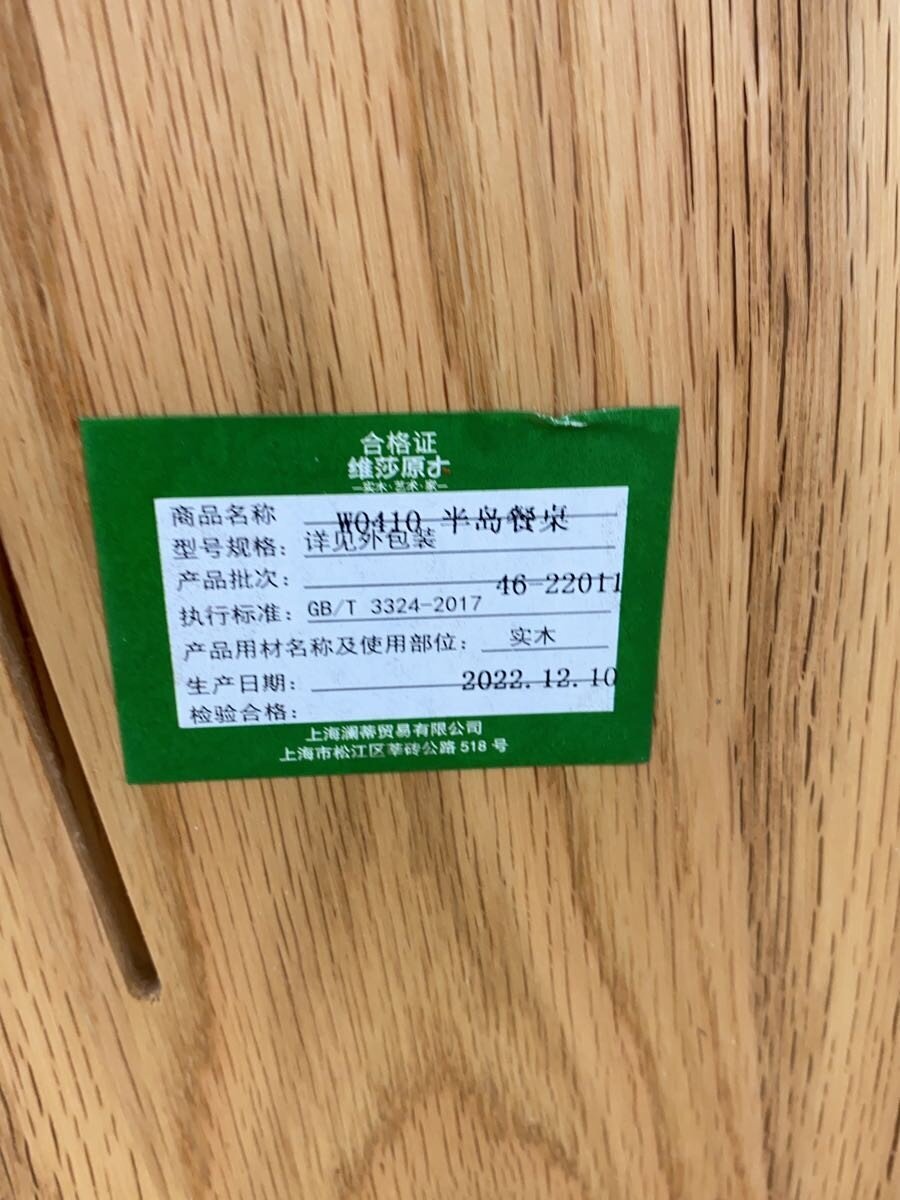 合格证
维莎原木
实木·艺术·家
商品名称 W0410 半岛餐桌
型号规格：详见外包装
产品批次：46-22011
执行标准：GB/T 3324-2017
产品用材名称及使用部位：实木
生产日期：2022.12.10
检验合格：
上海澜蒂贸易有限公司
上海市松江区莘砖公路518号